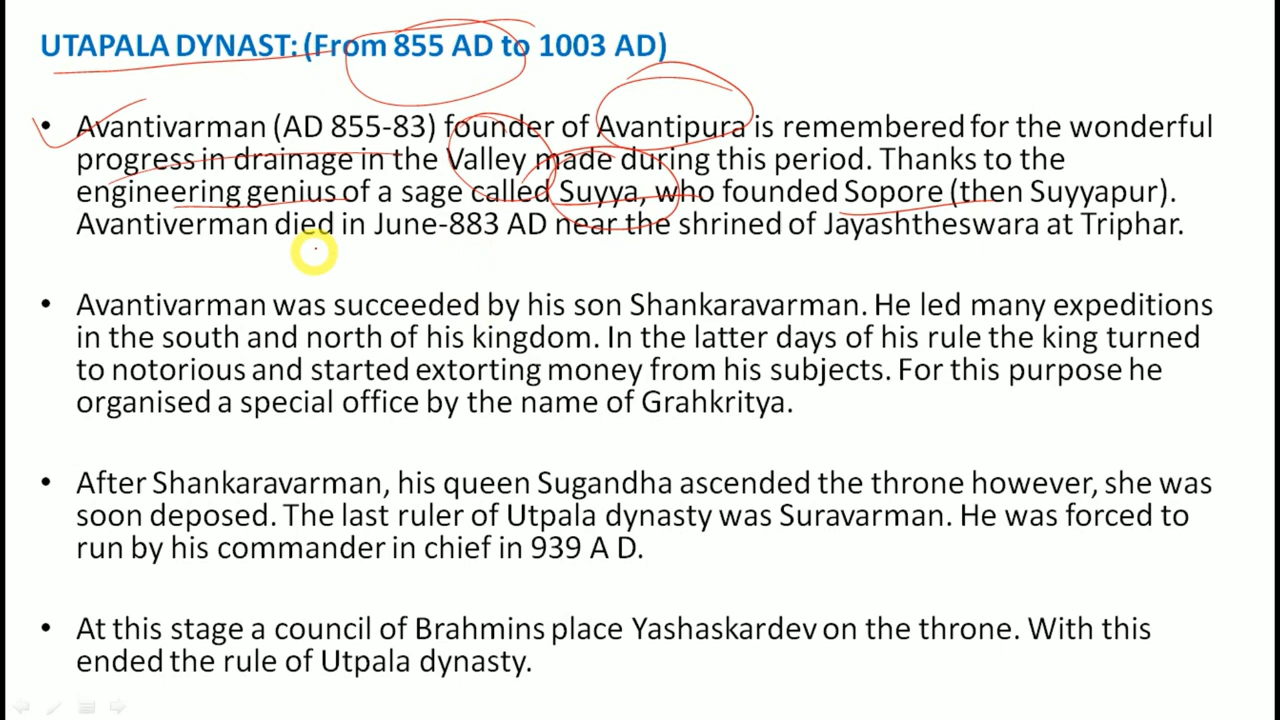 UTAPALA DYNAST: (From 855 AD to 1003 AD)
• Avantivarman (AD 855-83) founder of Avantipura is remembered for the wonderful
progress in drainage in the Valley made during this period. Thanks to the
engineering genius of a sage called Suyya, who founded Sopore (then Suyyapur).
Avantiverman died in June-883 AD near the shrined of Jayashtheswara at Triphar.
• Avantivarman was succeeded by his son Shankaravarman. He led many expeditions
in the south and north of his kingdom. In the latter days of his rule the king turned
to notorious and started extorting money from his subjects. For this purpose he
organised a special office by the name of Grahkritya.
• After Shankaravarman, his queen Sugandha ascended the throne however, she was
soon deposed. The last ruler of Utpala dynasty was Suravarman. He was forced to
run by his commander in chief in 939 A D.
• At this stage a council of Brahmins place Yashaskardev on the throne. With this
ended the rule of Utpala dynasty.